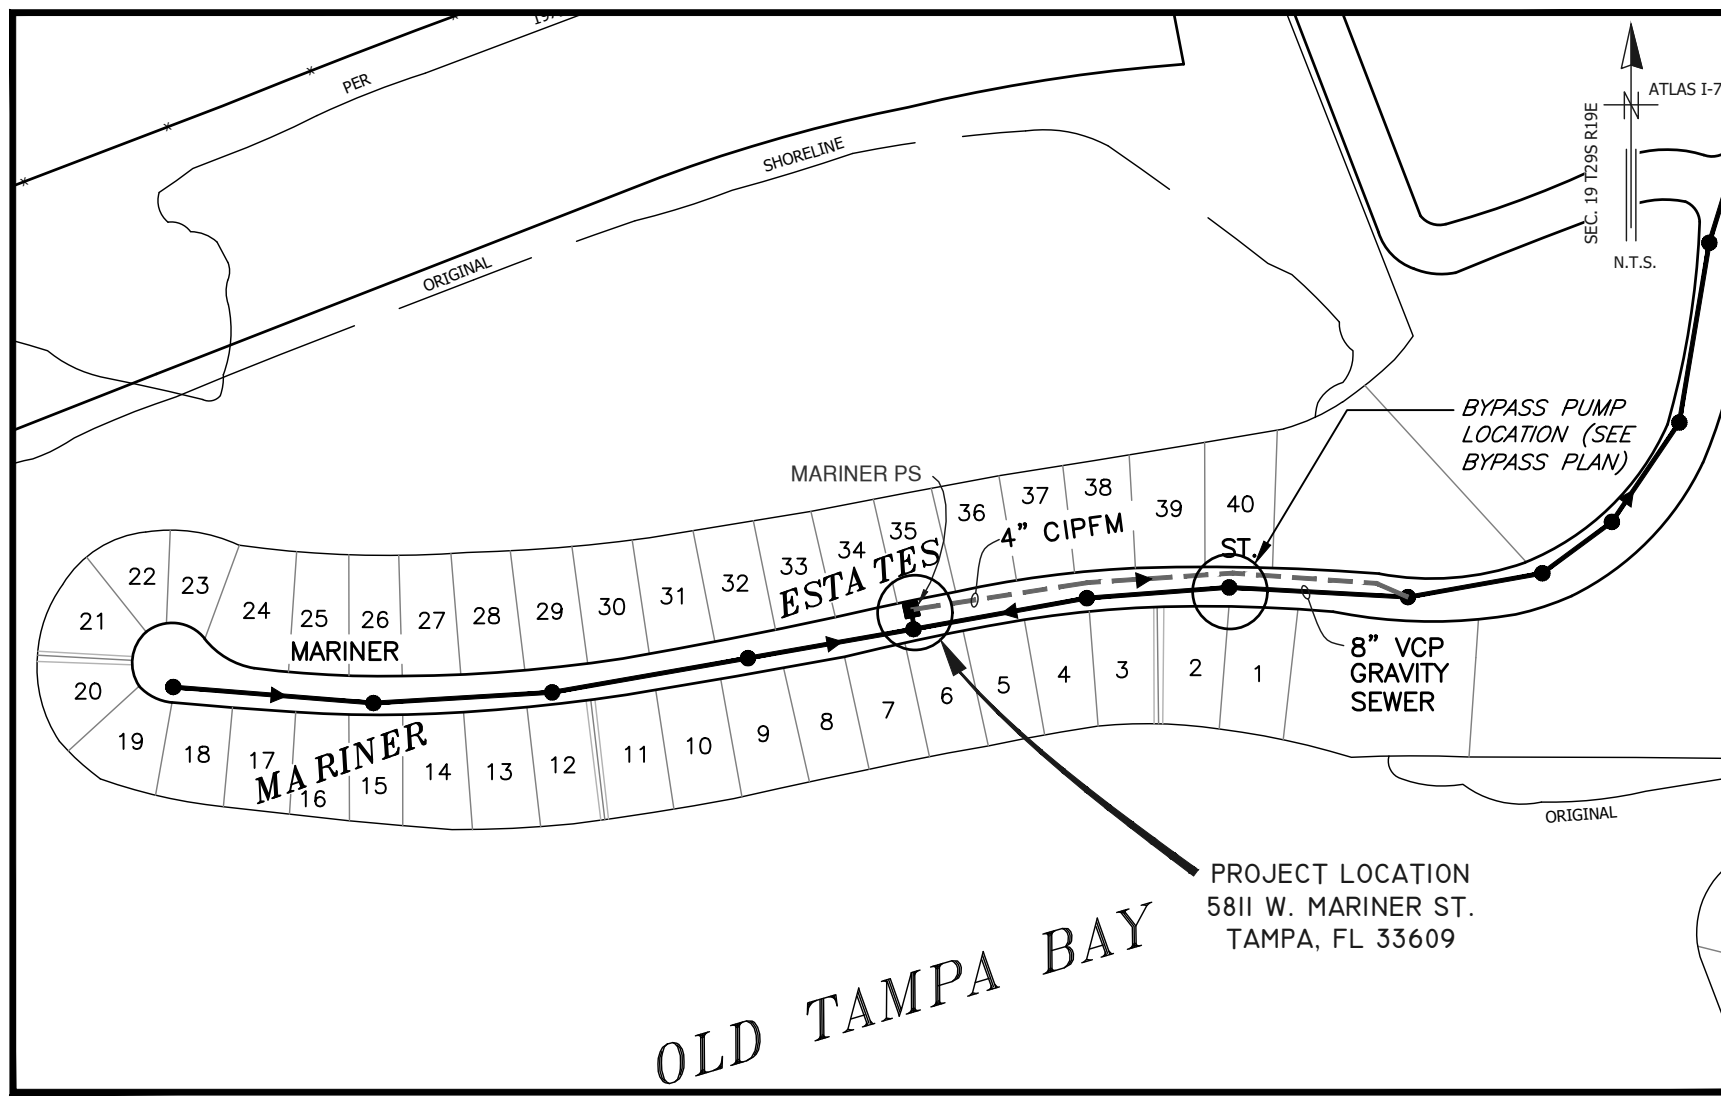 PER
SHORELINE
ORIGINAL
ATLAS I-7
SEC. 19 T29S R19E
N
N.T.S.
BYPASS PUMP
LOCATION (SEE
BYPASS PLAN)
MARINER PS
4" CIPFM
ST.
ESTATES
MARINER
MARINER
8" VCP
GRAVITY
SEWER
40
39
38
37
36
35
34
33
32
31
30
29
28
27
26
25
24
23
22
21
20
19
18
17
16
15
14
13
12
11
10
9
8
7
6
5
4
3
2
1
ORIGINAL
PROJECT LOCATION
5811 W. MARINER ST.
TAMPA, FL 33609
OLD TAMPA BAY